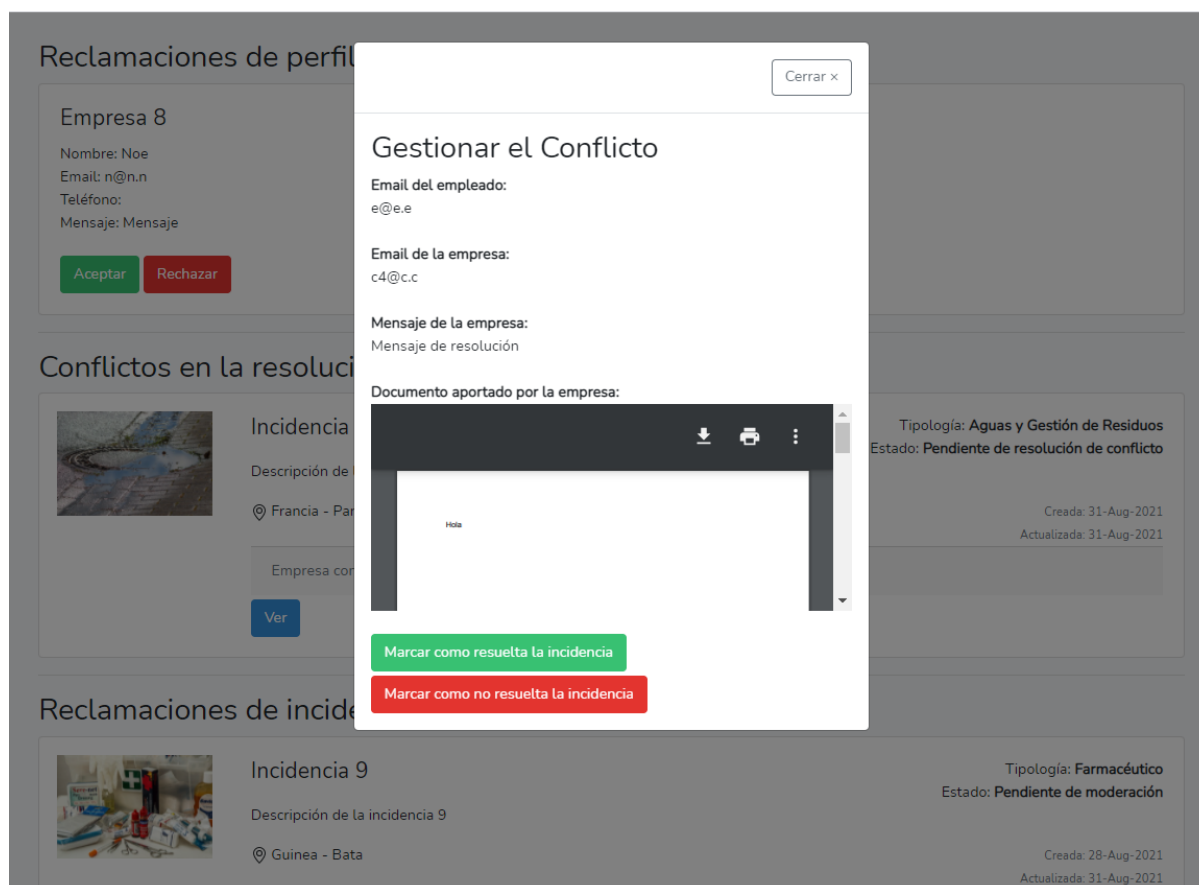 Reclamaciones de perfil
Empresa 8
Nombre: Noe
Email: n@n.n
Teléfono:
Mensaje: Mensaje
Aceptar
Rechazar
Cerrar ×
Gestionar el Conflicto
Email del empleado:
e@e.e
Email de la empresa:
c4@c.c
Mensaje de la empresa:
Mensaje de resolución
Documento aportado por la empresa:
Hola
Marcar como resuelta la incidencia
Marcar como no resuelta la incidencia
Conflictos en la resoluci
Incidencia
Descripción de
Francia - Par
Empresa con
Ver
Tipología: Aguas y Gestión de Residuos
Estado: Pendiente de resolución de conflicto
Creada: 31-Aug-2021
Actualizada: 31-Aug-2021
Reclamaciones de incide
Incidencia 9
Descripción de la incidencia 9
Guinea - Bata
Tipología: Farmacéutico
Estado: Pendiente de moderación
Creada: 28-Aug-2021
Actualizada: 31-Aug-2021